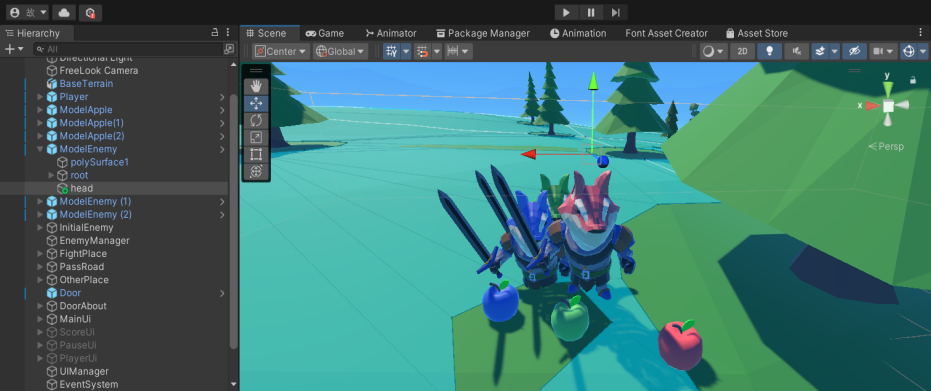 故
Hierarchy
Scene
Game
Animator
Package Manager
Animation
Font Asset Creator
Asset Store
All
Center
Global
2D
Directional Light
FreeLook Camera
BaseTerrain
Player
ModelApple
ModelApple(1)
ModelApple(2)
ModelEnemy
polySurface1
root
head
ModelEnemy (1)
ModelEnemy (2)
InitialEnemy
EnemyManager
FightPlace
PassRoad
OtherPlace
Door
DoorAbout
MainUi
ScoreUi
PauseUi
PlayerUi
UIManager
EventSystem
y
x
Persp